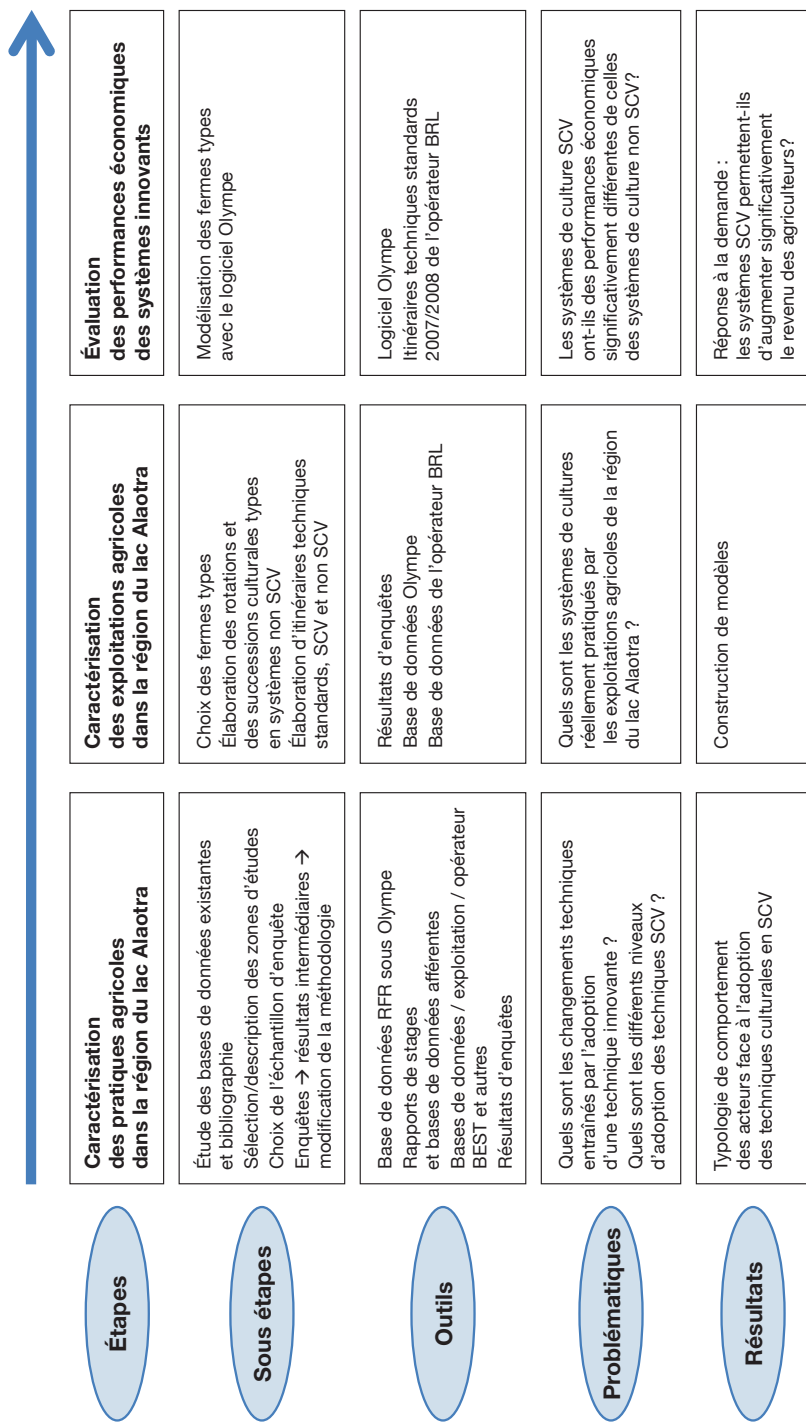 Étapes
Caractérisation
des pratiques agricoles
dans la région du lac Alaotra
Caractérisation
des exploitations agricoles
dans la région du lac Alaotra
Évaluation
des performances économiques
des systèmes innovants
Sous étapes
Étude des bases de données existantes
et bibliographie
Sélection/description des zones d'études
Choix de l'échantillon d'enquête
Enquêtes → résultats intermédiaires →
modification de la méthodologie
Choix des fermes types
Élaboration des rotations et
des successions culturales types
en systèmes non SCV
Élaboration d'itinéraires techniques
standards, SCV et non SCV
Modélisation des fermes types
avec le logiciel Olympe
Outils
Base de données RFR sous Olympe
Rapports de stages
et bases de données afférentes
Bases de données / exploitation / opérateur
BEST et autres
Résultats d'enquêtes
Résultats d'enquêtes
Base de données Olympe
Base de données de l'opérateur BRL
Logiciel Olympe
Itinéraires techniques standards
2007/2008 de l'opérateur BRL
Problématiques
Quels sont les changements techniques
entraînés par l'adoption
d'une technique innovante ?
Quels sont les différents niveaux
d'adoption des techniques SCV ?
Quels sont les systèmes de cultures
réellement pratiqués par
les exploitations agricoles de la région
du lac Alaotra ?
Les systèmes de culture SCV
ont-ils des performances économiques
significativement différentes de celles
des systèmes de culture non SCV?
Résultats
Typologie de comportement
des acteurs face à l'adoption
des techniques culturales en SCV
Construction de modèles
Réponse à la demande :
les systèmes SCV permettent-ils
d'augmenter significativement
le revenu des agriculteurs?